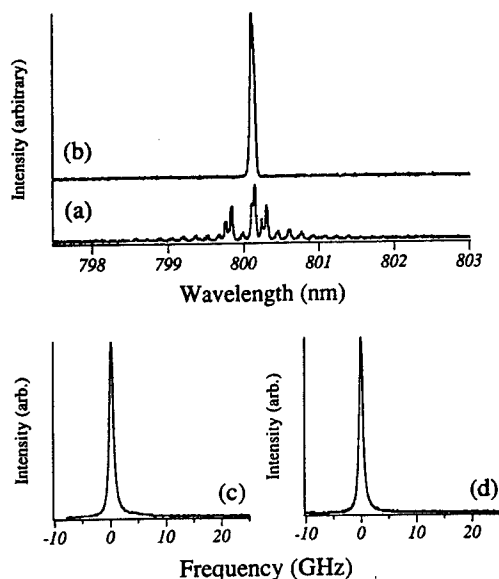 Intensity (arbitrary)
(b)
(a)
798 799 800 801 802 803
Wavelength (nm)
Intensity (arb.)
(c)
-10 0 10 20
Intensity (arb.)
(d)
-10 0 10 20
Frequency (GHz)